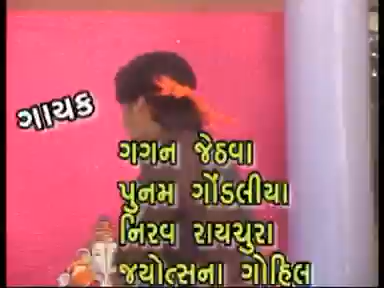 ગાયક
ગગન જેઠવા
પુનમ ગોંડલીયા
નિરવ રાયચુરા
જયોત્સના ગોહિલ